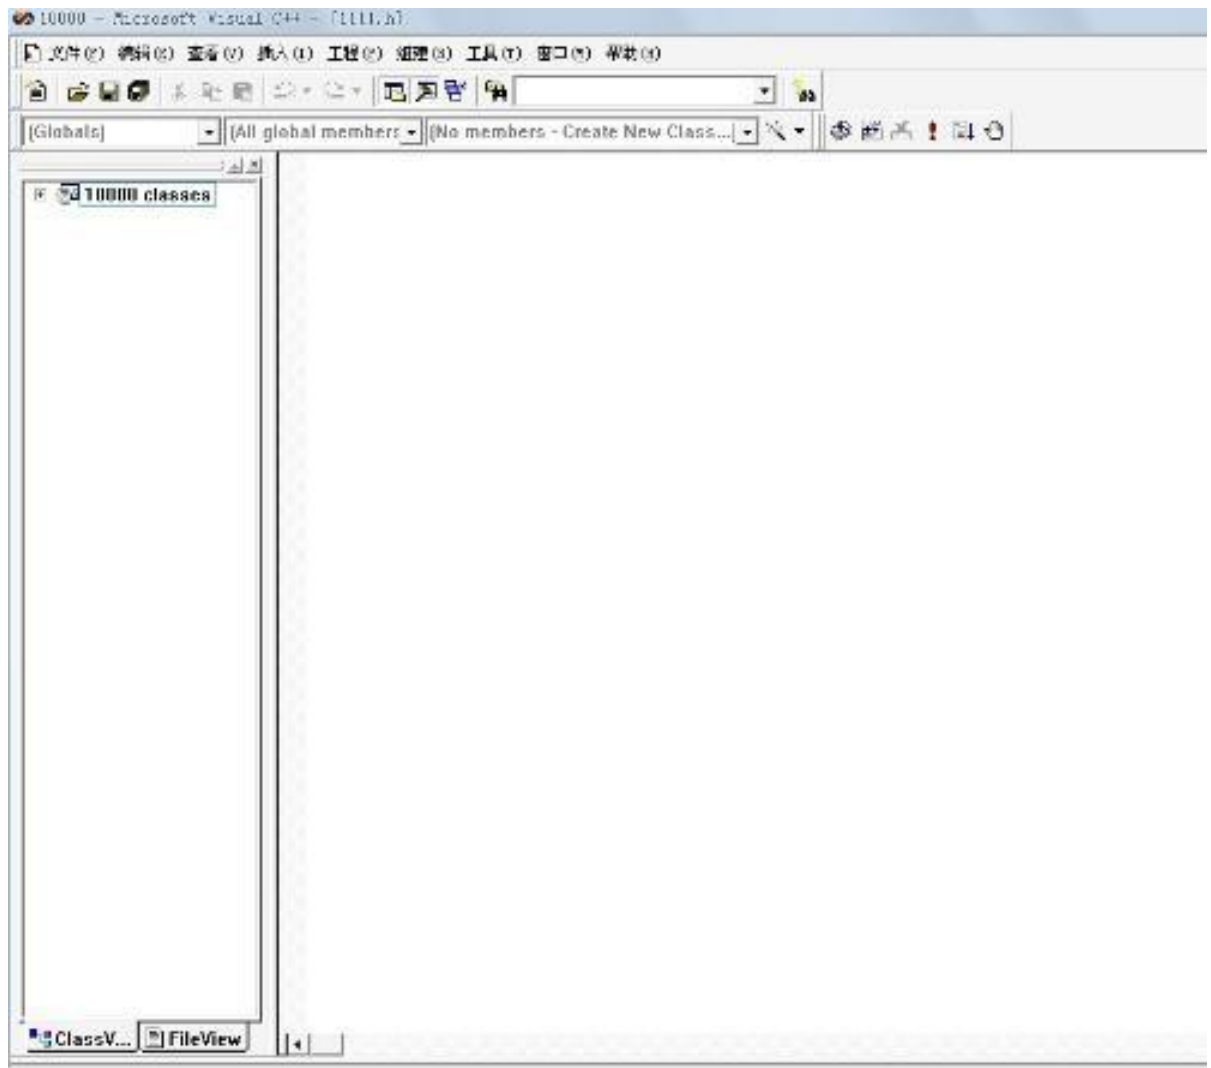 10000 - Microsoft Visual C++ - [1111.h]
文件(F) 编辑(E) 查看(V) 插入(I) 工程(P) 组建(B) 工具(T) 窗口(W) 帮助(H)
(Globals) (All global members (No members - Create New Class...)
10000 classes
ClassV... FileView